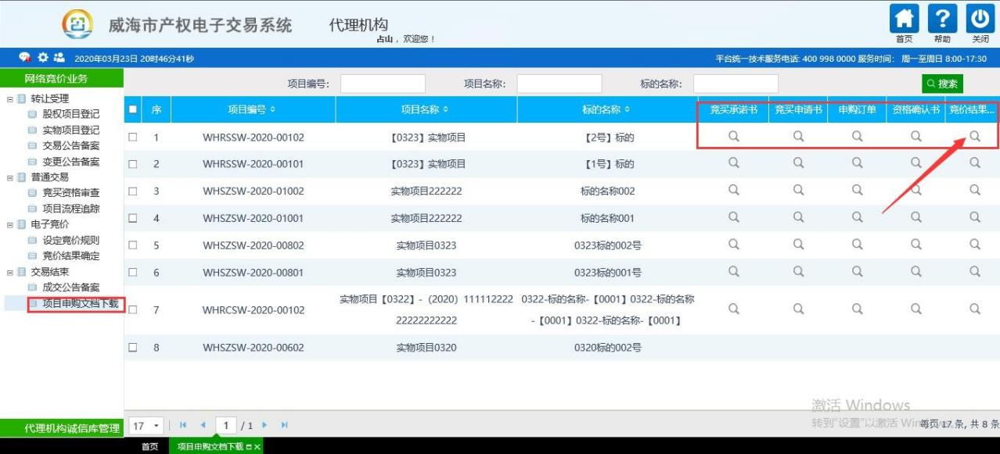 威海市产权电子交易系统
代理机构
占山，欢迎您！
首页 帮助 关闭
2020年03月23日 20时46分41秒
平台统一技术服务电话: 400 998 0000 服务时间: 周一至周日 8:00-17:30
网络竞价业务
转让受理
股权项目登记
实物项目登记
交易公告备案
变更公告备案
普通交易
竞买资格审查
项目流程追踪
电子竞价
设定竞价规则
竞价结果确定
交易结束
成交公告备案
项目申购文档下载
代理机构诚信库管理
项目编号: 项目名称: 标的名称: 搜索
序 项目编号 项目名称 标的名称 竞买承诺书 竞买申请书 申购订单 资格确认书 竞价结果...
1 WHRSSW-2020-00102 【0323】实物项目 【2号】标的
2 WHRSSW-2020-00101 【0323】实物项目 【1号】标的
3 WHSZSW-2020-01002 实物项目222222 标的名称002
4 WHSZSW-2020-01001 实物项目222222 标的名称001
5 WHSZSW-2020-00802 实物项目0323 0323标的002号
6 WHSZSW-2020-00801 实物项目0323 0323标的001号
7 WHRCSW-2020-00102 实物项目【0322】-（2020）111112222 0322-标的名称-【0001】0322-标的名称
22222222222 -【0001】0322-标的名称-【0001】
8 WHSZSW-2020-00602 实物项目0320 0320标的002号
激活 Windows
转到"设置"以激活 Win
17 1 / 1 每页 17 条, 共 8 条
首页 项目申购文档下载